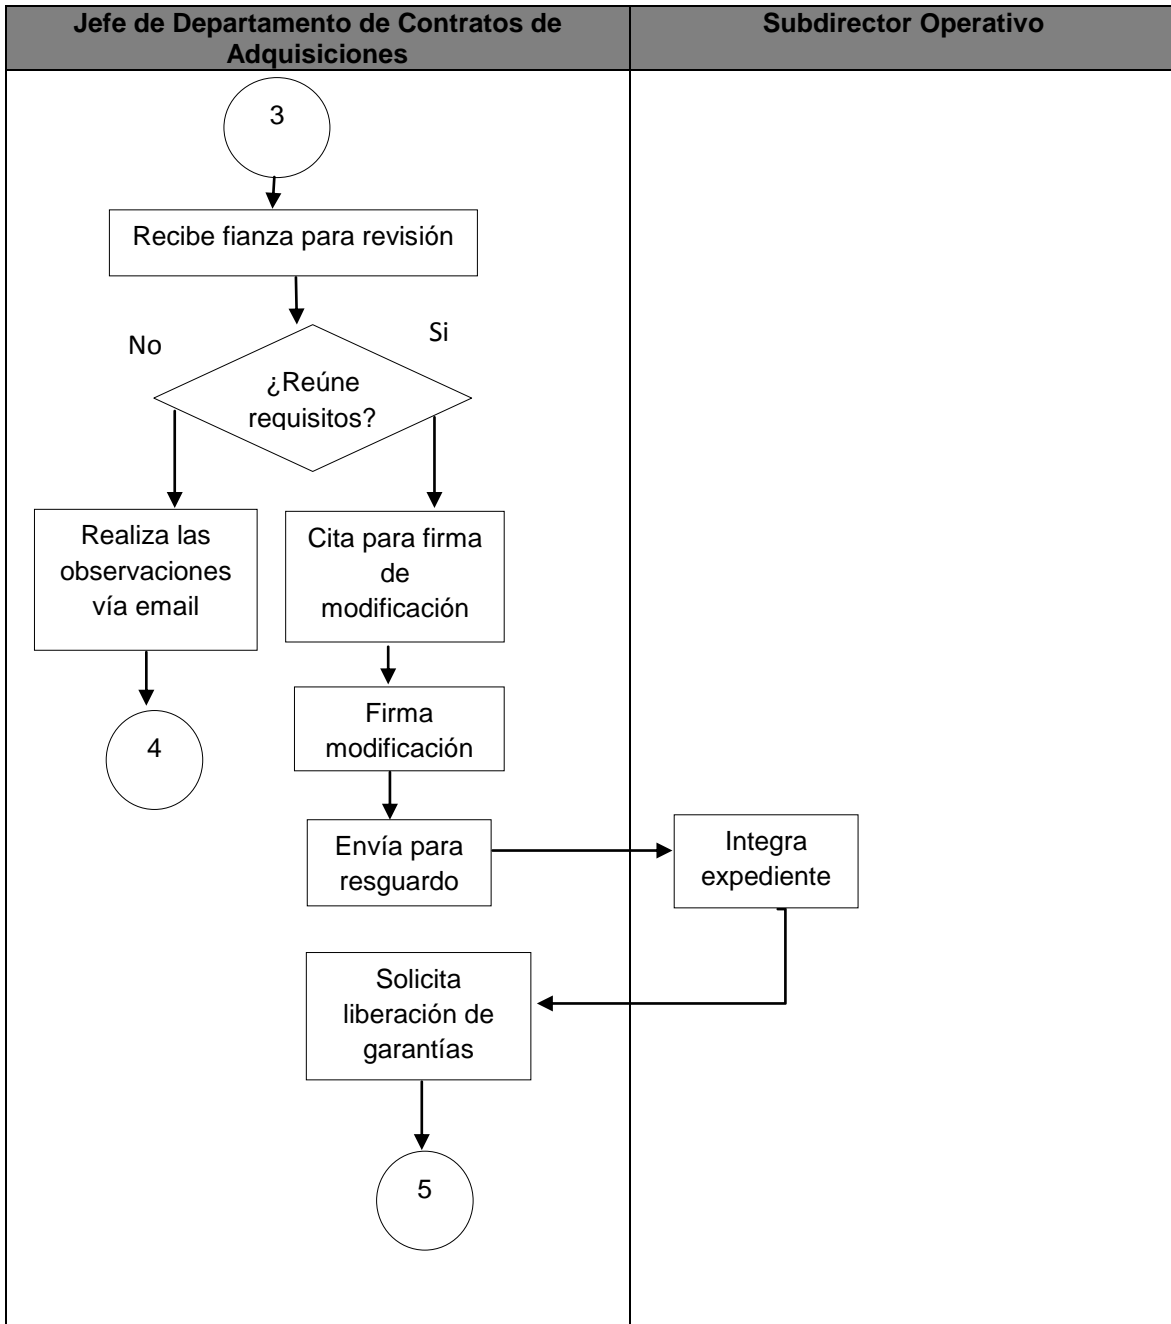 Jefe de Departamento de Contratos de
Adquisiciones
Subdirector Operativo
3
Recibe fianza para revisión
No
Si
¿Reúne
requisitos?
Realiza las
observaciones
vía email
Cita para firma
de
modificación
4
Firma
modificación
Envía para
resguardo
Integra
expediente
Solicita
liberación de
garantías
5